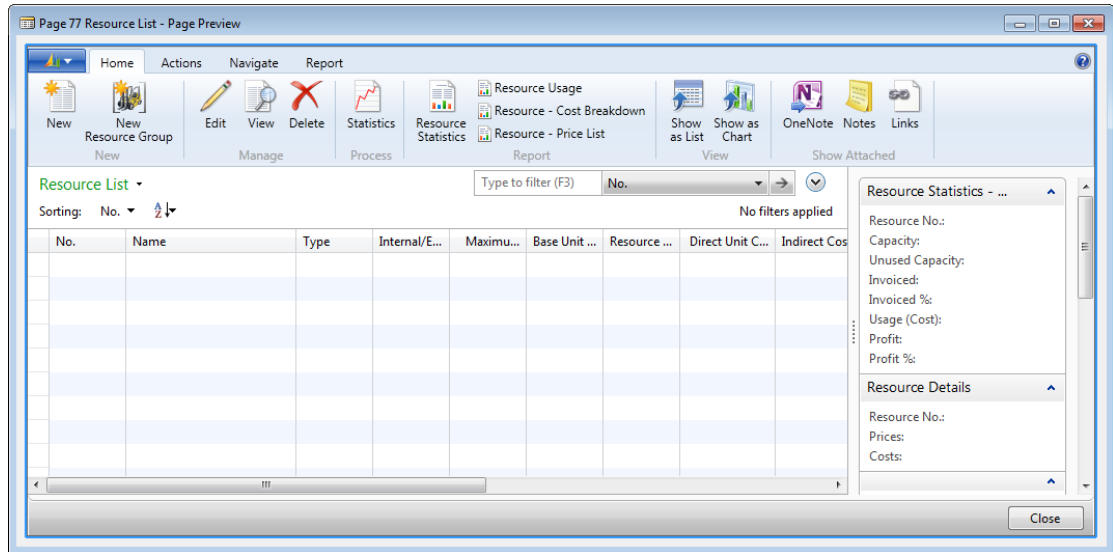 Page 77 Resource List - Page Preview
Home Actions Navigate Report
New
New Resource Group
Edit View Delete
Statistics
Resource Statistics
Resource Usage
Resource - Cost Breakdown
Resource - Price List
Show as List
Show as Chart
OneNote Notes Links
New Manage Process Report View Show Attached
Resource List
Type to filter (F3) No.
Sorting: No. No filters applied
No. Name Type Internal/E... Maximu... Base Unit ... Resource ... Direct Unit C... Indirect Cos
Resource Statistics - ...
Resource No.:
Capacity:
Unused Capacity:
Invoiced:
Invoiced %:
Usage (Cost):
Profit:
Profit %:
Resource Details
Resource No.:
Prices:
Costs:
Close